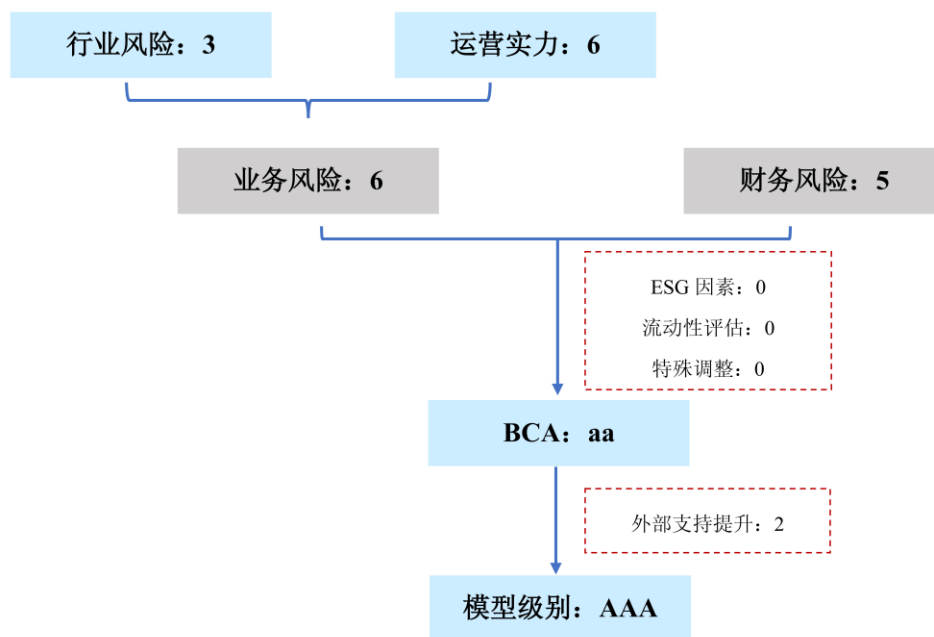 行业风险：3
运营实力：6
业务风险：6
财务风险：5
ESG 因素：0
流动性评估：0
特殊调整：0
BCA：aa
外部支持提升：2
模型级别：AAA